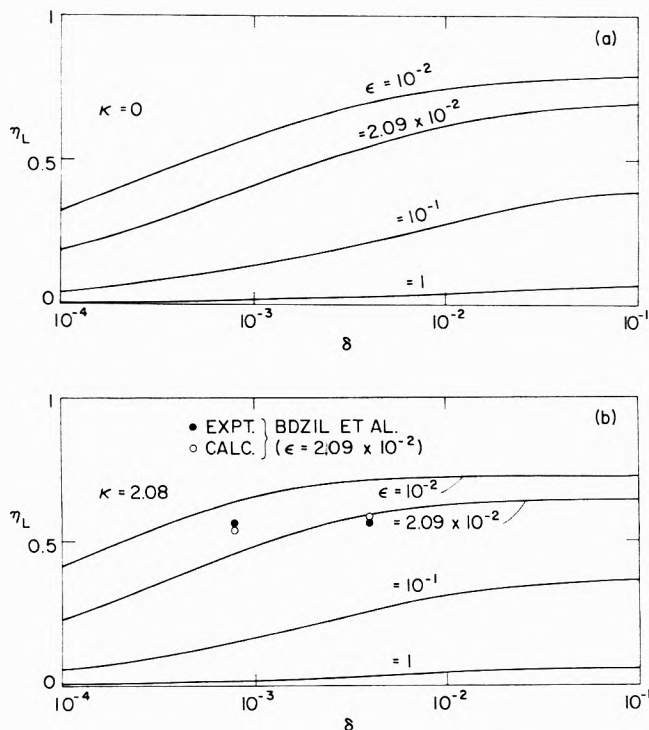 1
(a)
ϵ = 10⁻²
κ = 0
= 2.09 x 10⁻²
η_L
0.5
= 10⁻¹
= 1
0
10⁻⁴
10⁻³
10⁻²
10⁻¹
δ
1
(b)
● EXPT. } BDZIL ET AL.
○ CALC. } (ϵ = 2.09 x 10⁻²)
κ = 2.08
ϵ = 10⁻²
η_L
0.5
= 2.09 x 10⁻²
= 10⁻¹
= 1
0
10⁻⁴
10⁻³
10⁻²
10⁻¹
δ